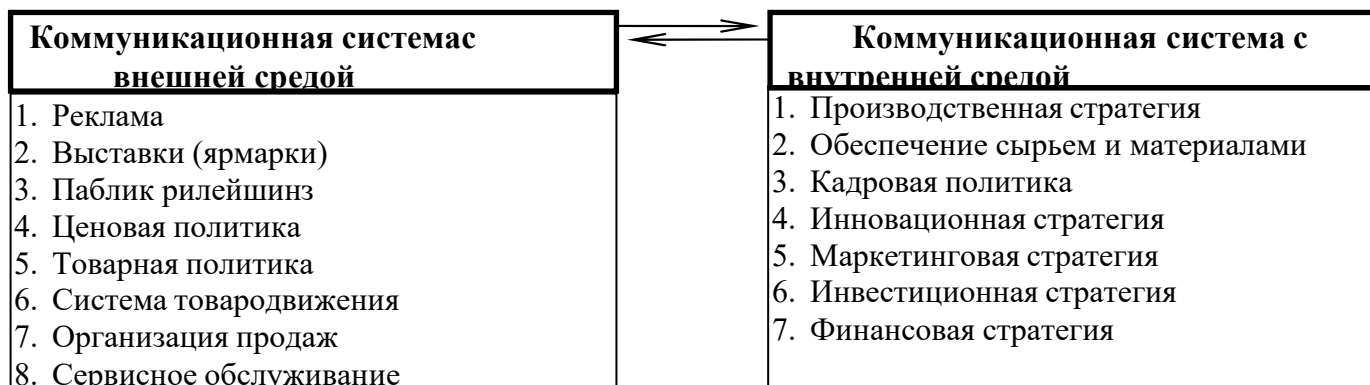 Коммуникационная системас
внешней средой
1. Реклама
2. Выставки (ярмарки)
3. Паблик рилейшинз
4. Ценовая политика
5. Товарная политика
6. Система товародвижения
7. Организация продаж
8. Сервисное обслуживание
Коммуникационная система с
внутренней средой
1. Производственная стратегия
2. Обеспечение сырьем и материалами
3. Кадровая политика
4. Инновационная стратегия
5. Маркетинговая стратегия
6. Инвестиционная стратегия
7. Финансовая стратегия